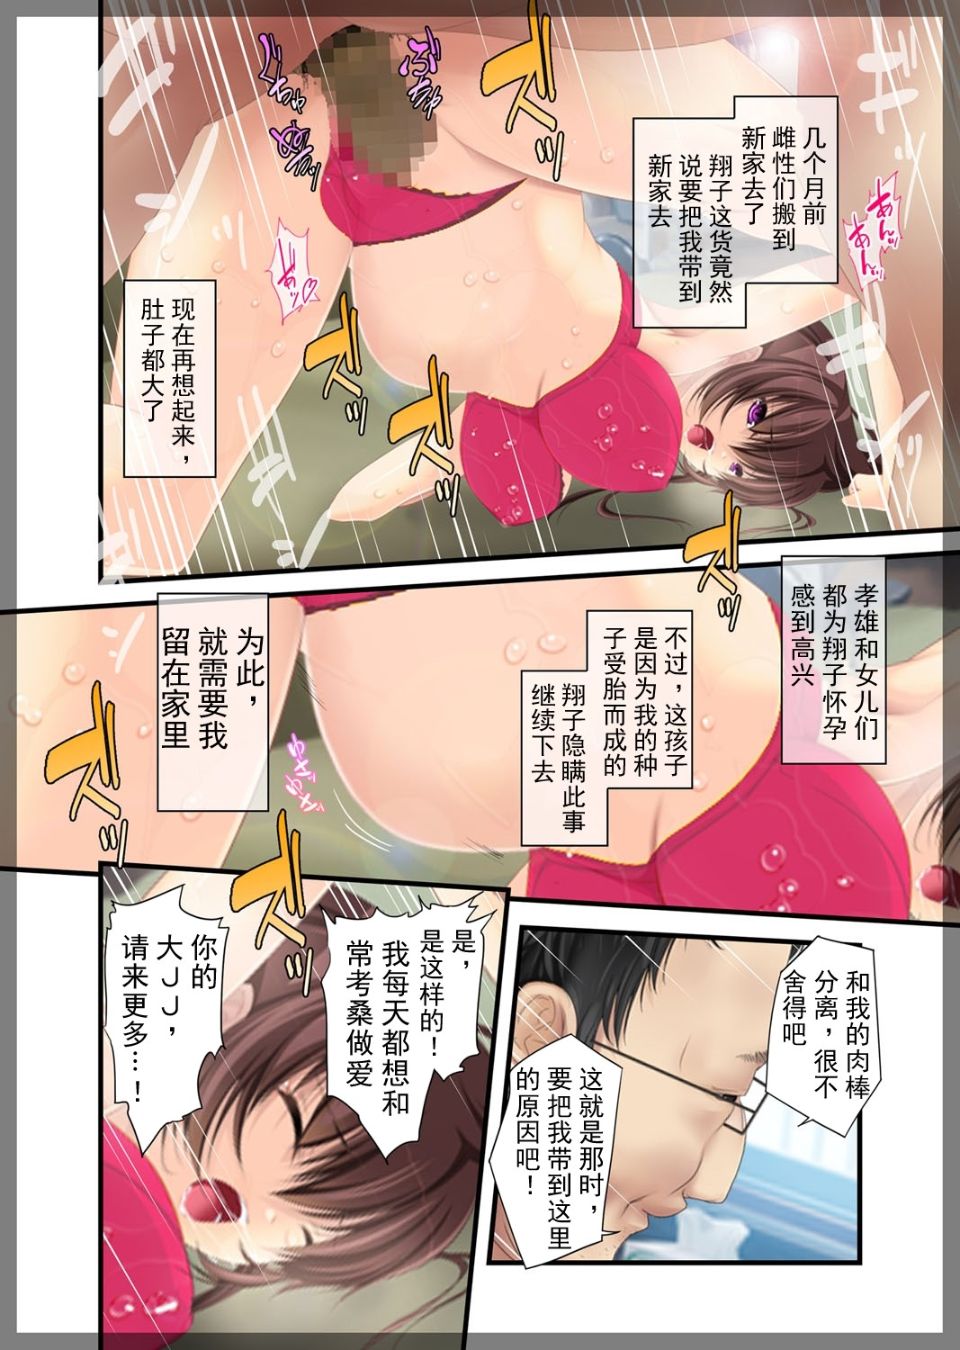 几个月前
雌性们搬到
新家去了
翔子这货竟然
说要把我带到
新家去
现在再想起来，
肚子都大了
孝雄和女儿们
都为翔子怀孕
感到高兴
不过，这孩子
是因为我的种
子受胎而成的
翔子隐瞒此事
继续下去
为此，
就需要我
留在家里
和我的肉棒
分离，很不
舍得吧
这就是那时，
要把我带到这里
的原因吧！
是，
是这样的！
我每天都想和
常考桑做爱
你的
大ＪＪ，
请来更多…！